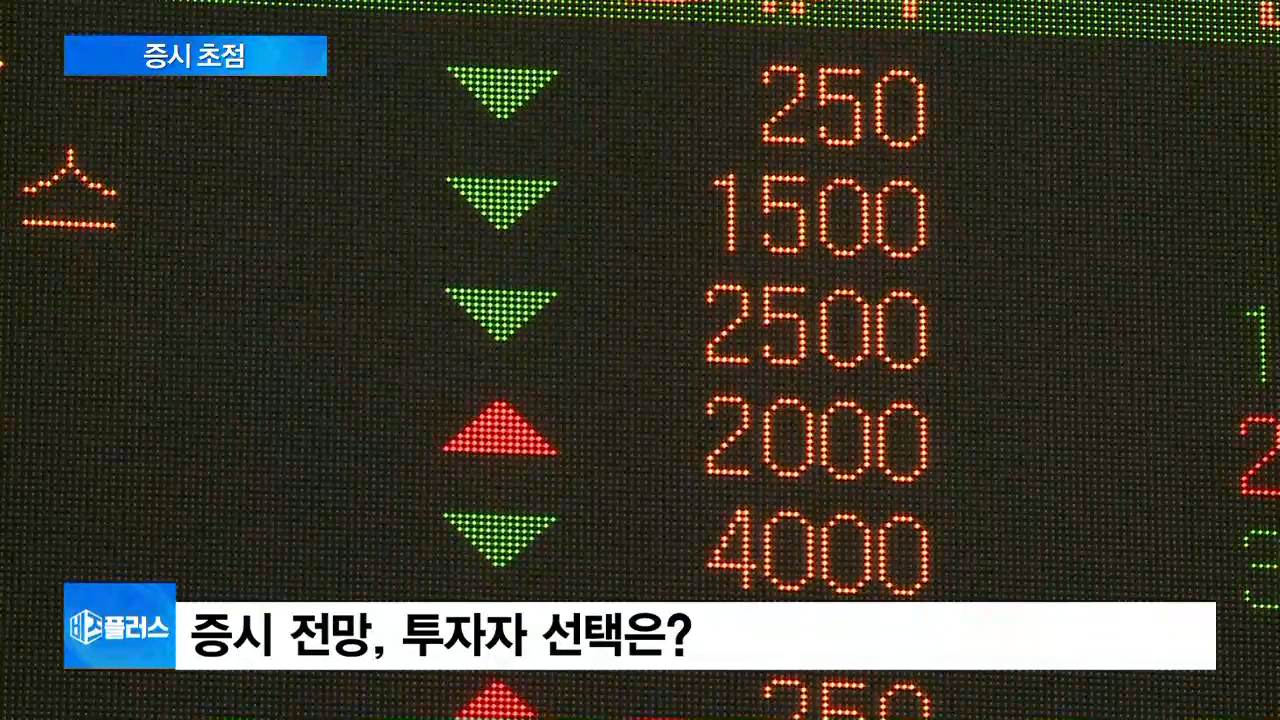 증시 초점
250
스
1500
2500
2000
4000
비즈플러스
증시 전망, 투자자 선택은?
250